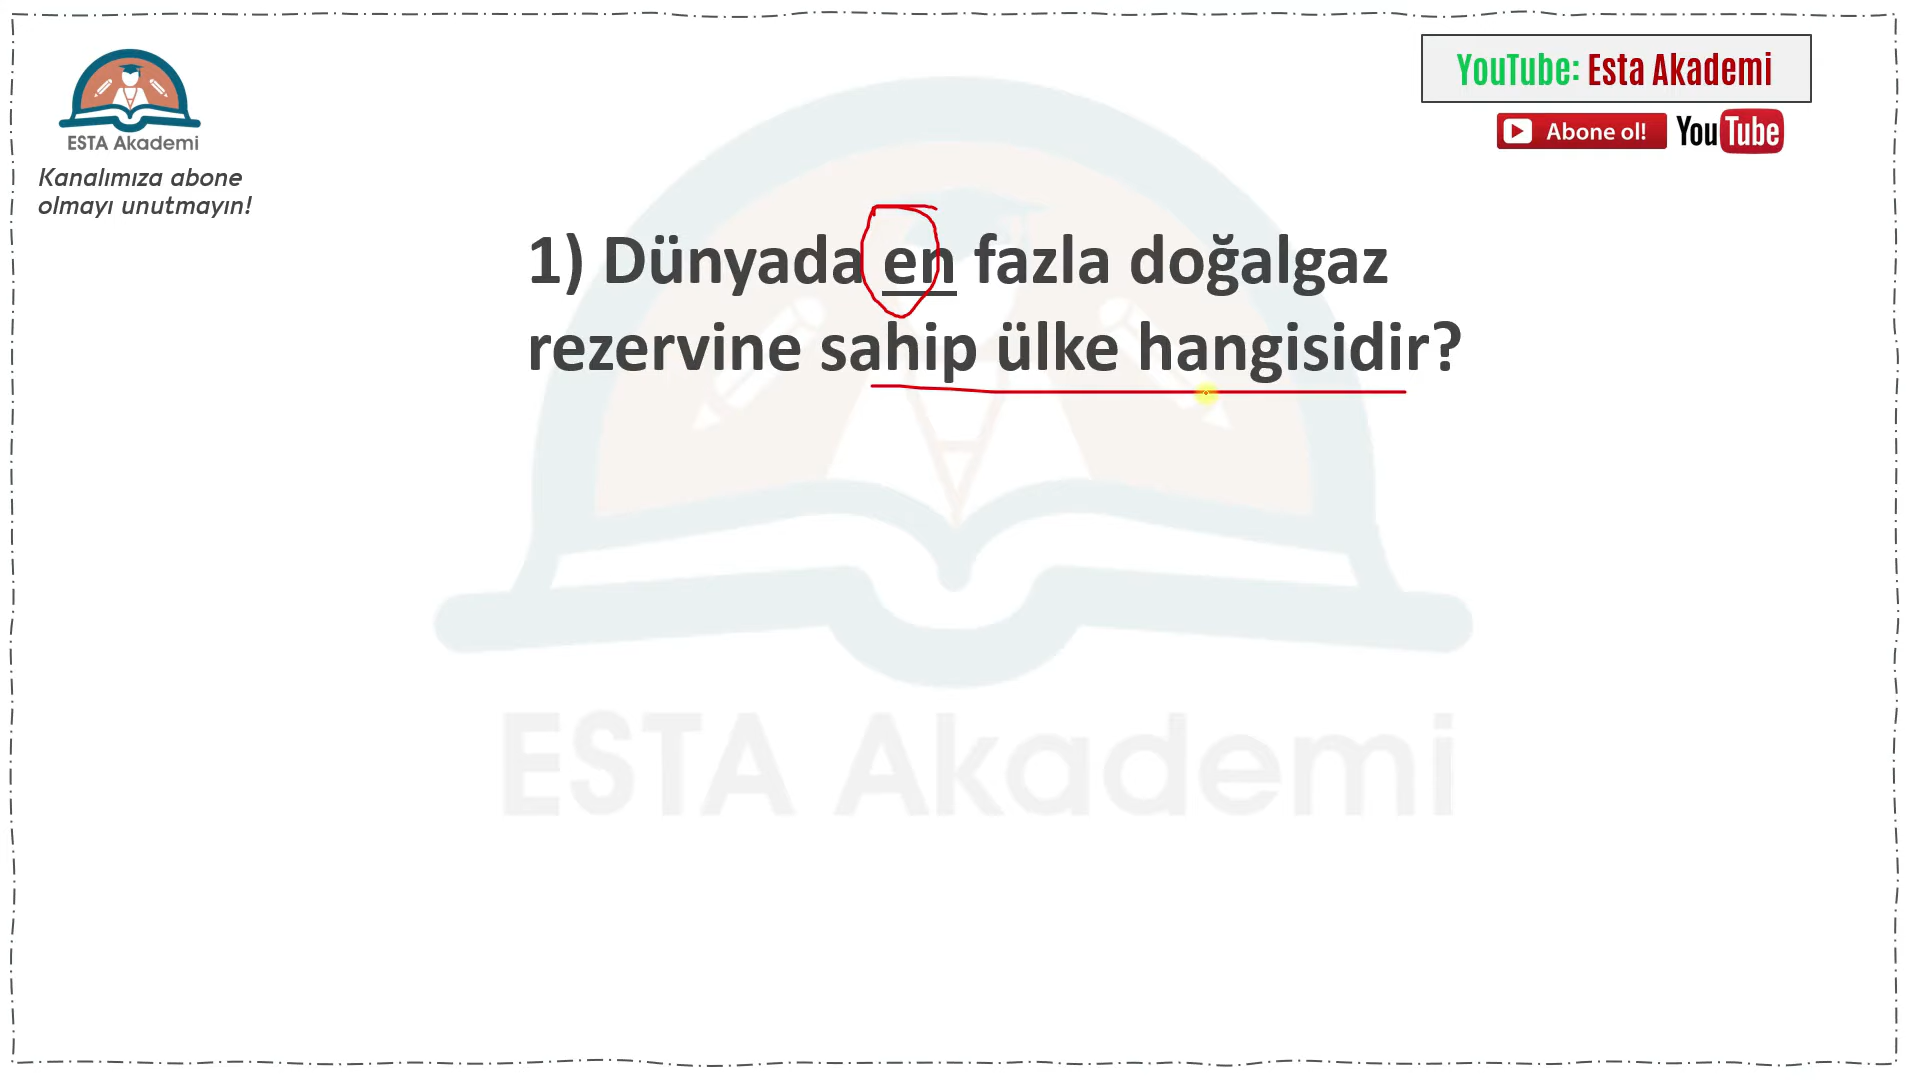 ESTA Akademi
Kanalımıza abone
olmayı unutmayın!
YouTube: Esta Akademi
Abone ol! YouTube
1) Dünyada en fazla doğalgaz
rezervine sahip ülke hangisidir?
ESTA Akademi